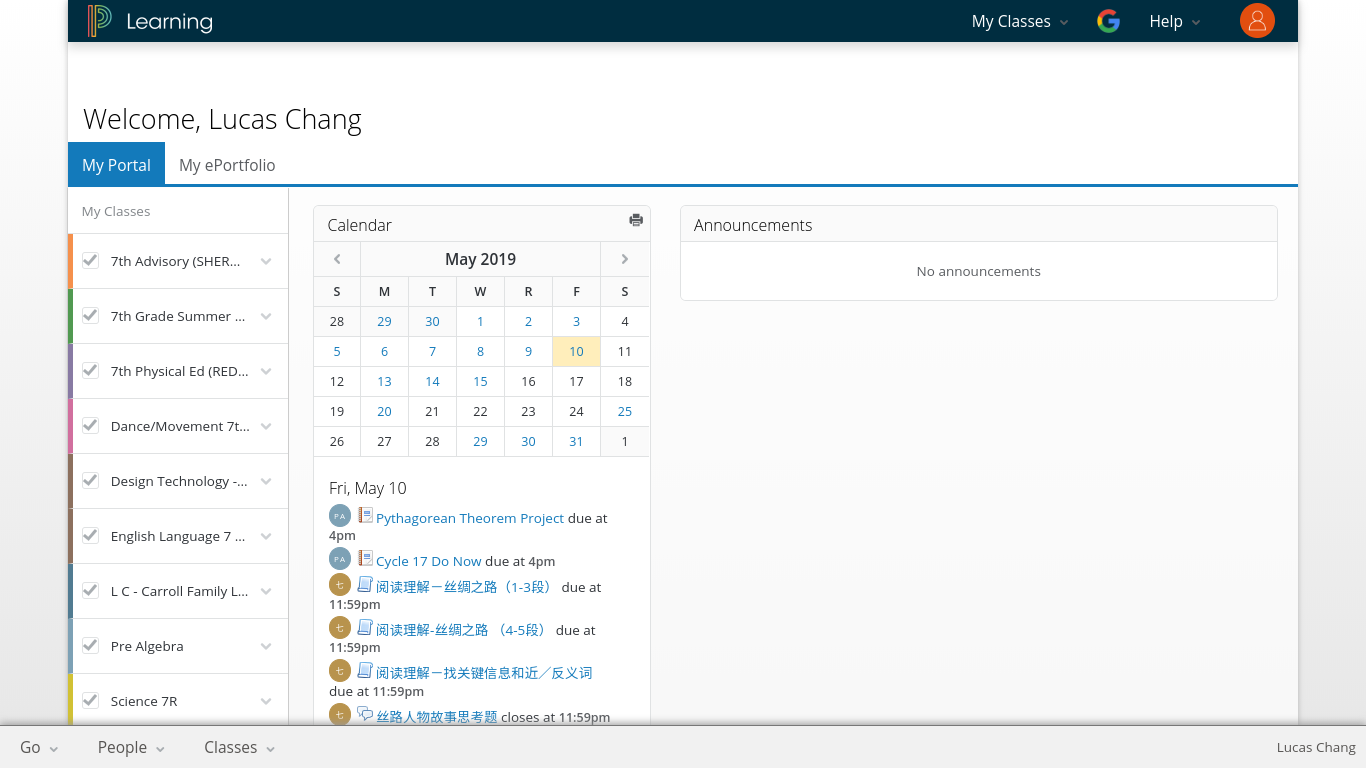 Learning
My Classes
Help
Welcome, Lucas Chang
My Portal
My ePortfolio
My Classes
7th Advisory (SHER...
7th Grade Summer ...
7th Physical Ed (RED...
Dance/Movement 7t...
Design Technology -...
English Language 7 ...
L C - Carroll Family L...
Pre Algebra
Science 7R
Calendar
May 2019
S M T W R F S
28 29 30 1 2 3 4
5 6 7 8 9 10 11
12 13 14 15 16 17 18
19 20 21 22 23 24 25
26 27 28 29 30 31 1
Fri, May 10
PA Pythagorean Theorem Project due at
4pm
PA Cycle 17 Do Now due at 4pm
七 阅读理解－丝绸之路（1-3段） due at
11:59pm
七 阅读理解-丝绸之路 （4-5段） due at
11:59pm
七 阅读理解－找关键信息和近／反义词
due at 11:59pm
七 丝路人物故事思考题 closes at 11:59pm
Announcements
No announcements
Go
People
Classes
Lucas Chang